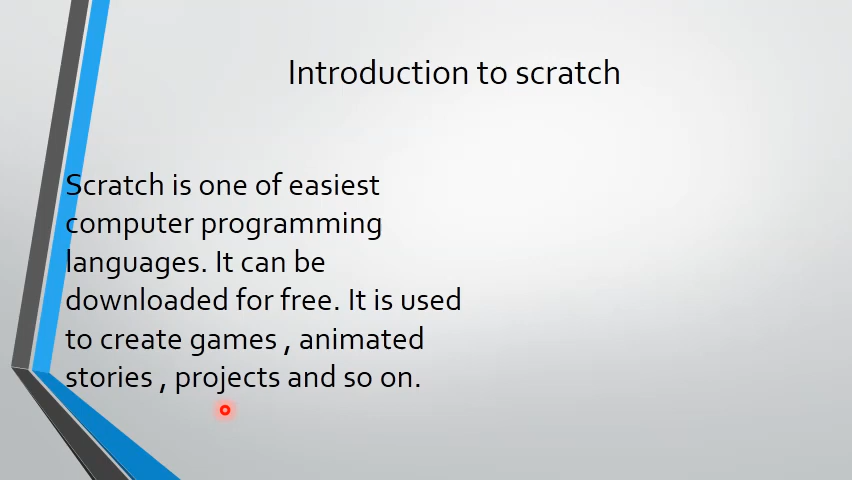 Introduction to scratch
Scratch is one of easiest
computer programming
languages. It can be
downloaded for free. It is used
to create games , animated
stories , projects and so on.